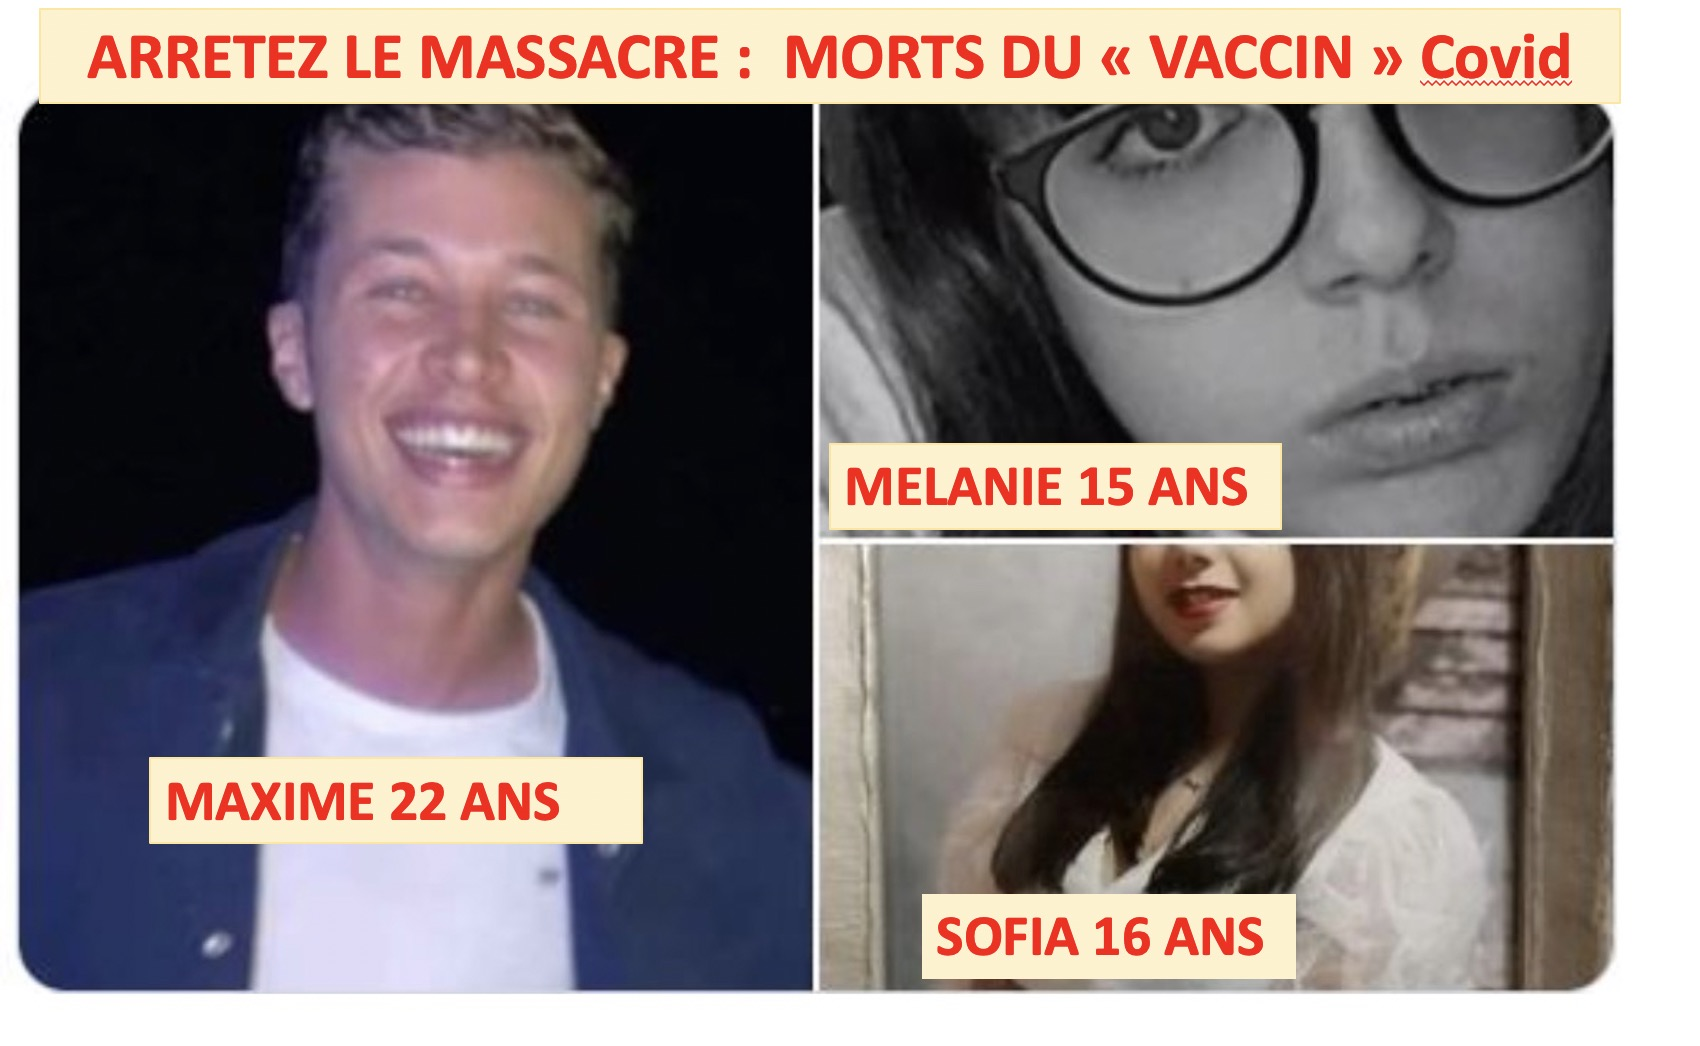 ARRETEZ LE MASSACRE : MORTS DU « VACCIN » Covid
MELANIE 15 ANS
MAXIME 22 ANS
SOFIA 16 ANS